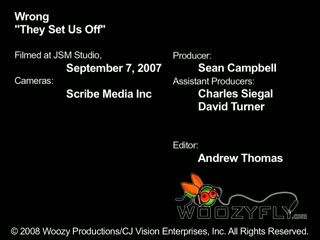 Wrong
"They Set Us Off"
Filmed at JSM Studio,
September 7, 2007
Cameras:
Scribe Media Inc
Producer:
Sean Campbell
Assistant Producers:
Charles Siegal
David Turner
Editor:
Andrew Thomas
WOOZYFLY.com
© 2008 Woozy Productions/CJ Vision Enterprises, Inc. All Rights Reserved.